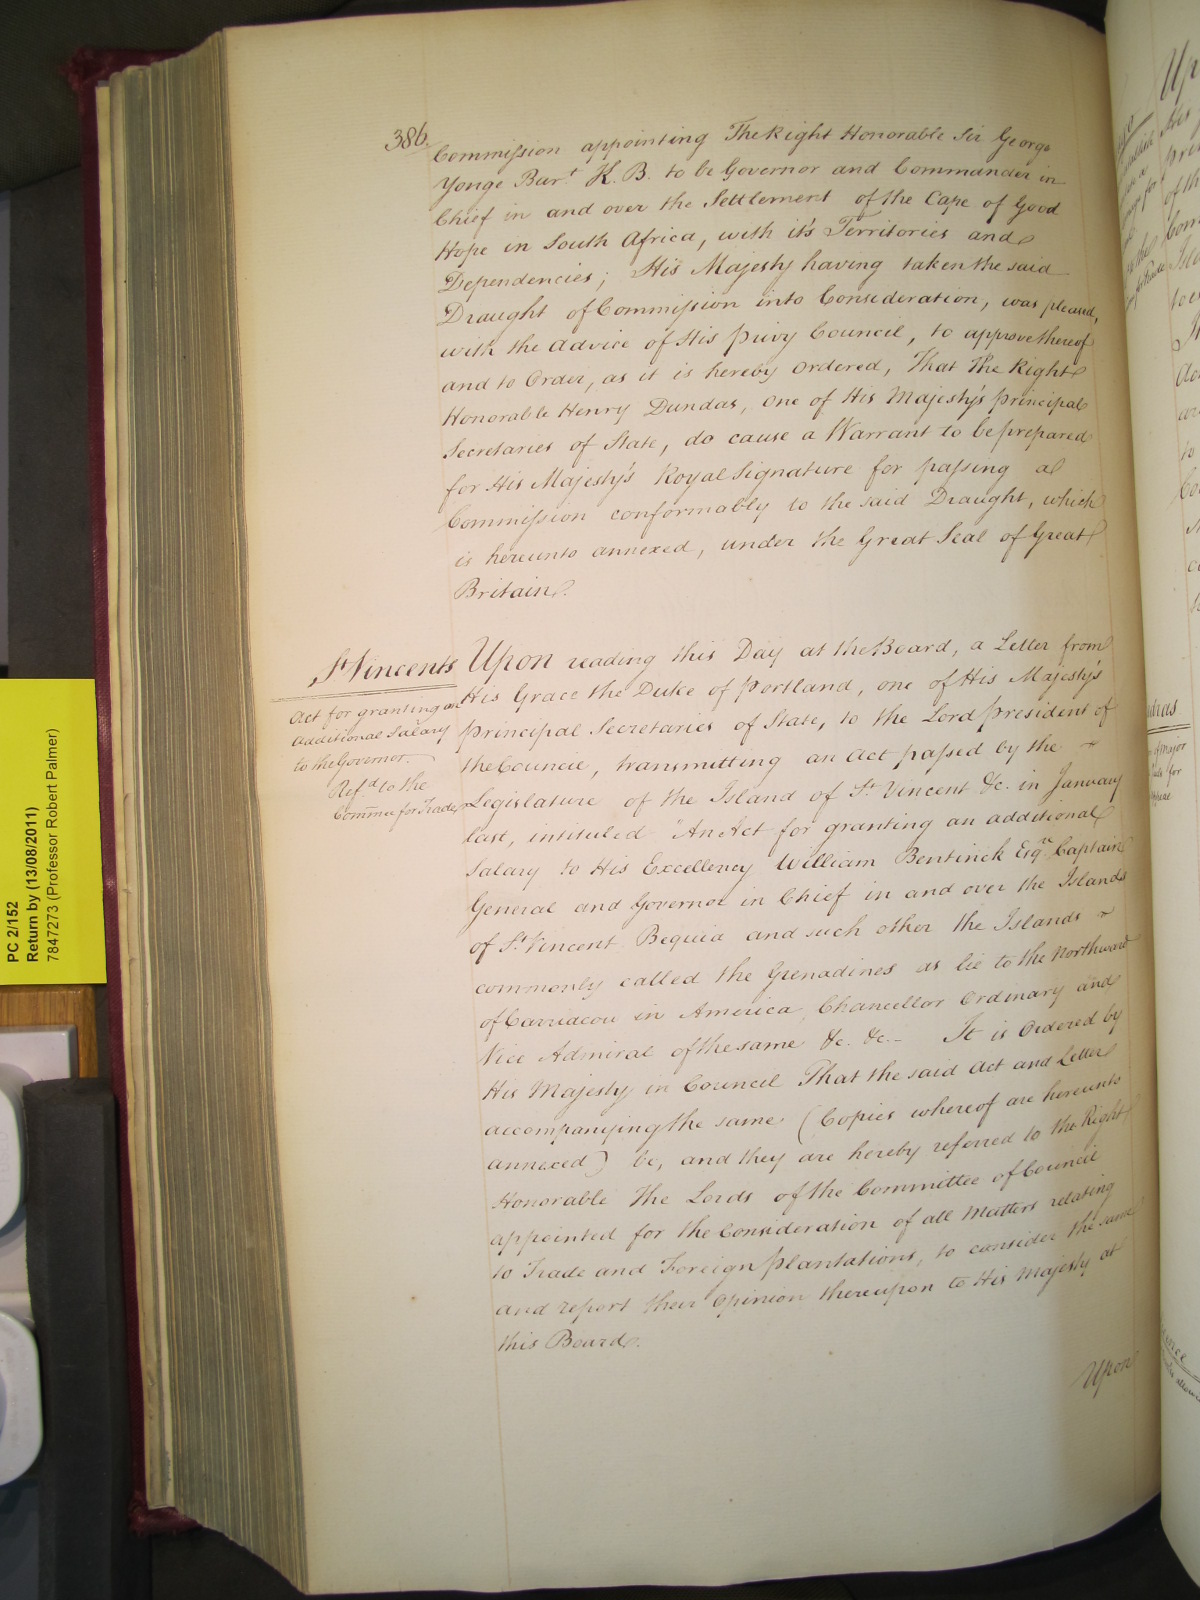 386.
Commission appointing The Right Honorable Sir George
Yonge Bart. K. B. to be Governor and Commander in
Chief in and over the Settlement of the Cape of Good
Hope in South Africa, with it's Territories and
Dependencies; His Majesty having taken the said
Draught of Commission into Consideration, was pleased,
with the advice of His Privy Council, to approve thereof
and to Order, as it is hereby Ordered, That The Right
Honorable Henry Dundas, one of His Majesty's Principal
Secretaries of State, do cause a Warrant to be prepared
for His Majesty's Royal Signature for passing a
Commission conformably to the said Draught, which
is hereunto annexed, under the Great Seal of Great
Britain.
St. Vincents
Act for granting an
Additional Salary
to the Governor.
Refd. to the
Commee for Trade
Upon reading this Day at the Board, a Letter from
His Grace the Duke of Portland, one of His Majesty's
Principal Secretaries of State, to the Lord President of
the Council, transmitting an Act passed by the
Legislature of the Island of St. Vincent &c. in January
last, intituled "An Act for granting an additional
Salary to His Excellency William Bentinck Esqre. Captain
General and Governor in Chief in and over the Islands
of St. Vincent Bequia and such other the Islands
commonly called the Grenadines as lie to the Northward
of Carriacou in America, Chancellor Ordinary and
Vice Admiral of the same &c. &c. - It is Ordered by
His Majesty in Council That the said Act and Letter
accompanying the same (Copies whereof are hereunto
annexed) be, and they are hereby referred to the Right
Honorable The Lords of the Committee of Council
appointed for the Consideration of all Matters relating
to Trade and Foreign Plantations, to consider the same
and report their Opinion thereupon to His Majesty at
this Board.
Upon
PC 2/152
Return by (13/08/2011)
7847273 (Professor Robert Palmer)